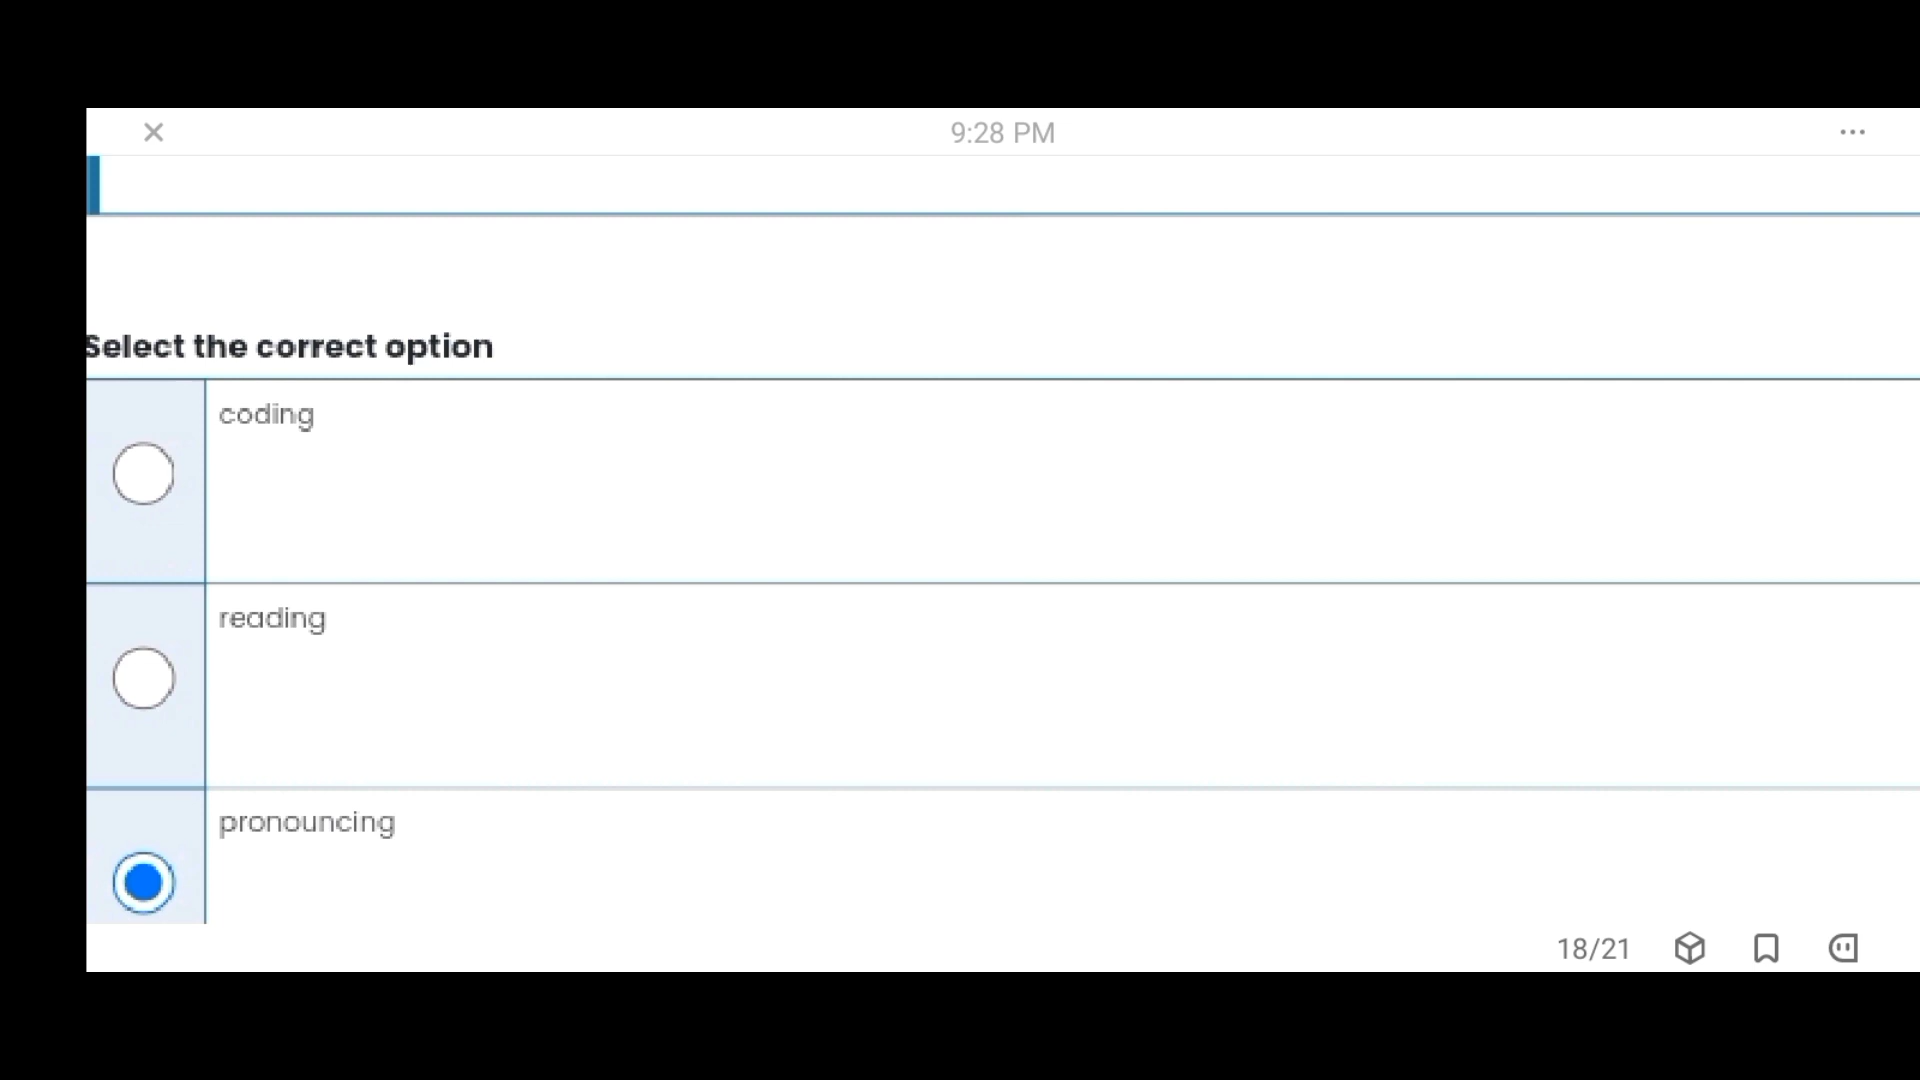 9:28 PM
Select the correct option
coding
reading
pronouncing
18/21